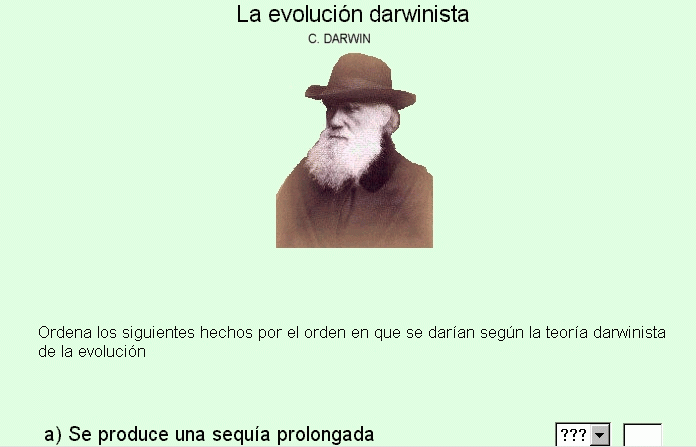 La evolución darwinista
C. DARWIN
Ordena los siguientes hechos por el orden en que se darían según la teoría darwinista
de la evolución
a) Se produce una sequía prolongada
???